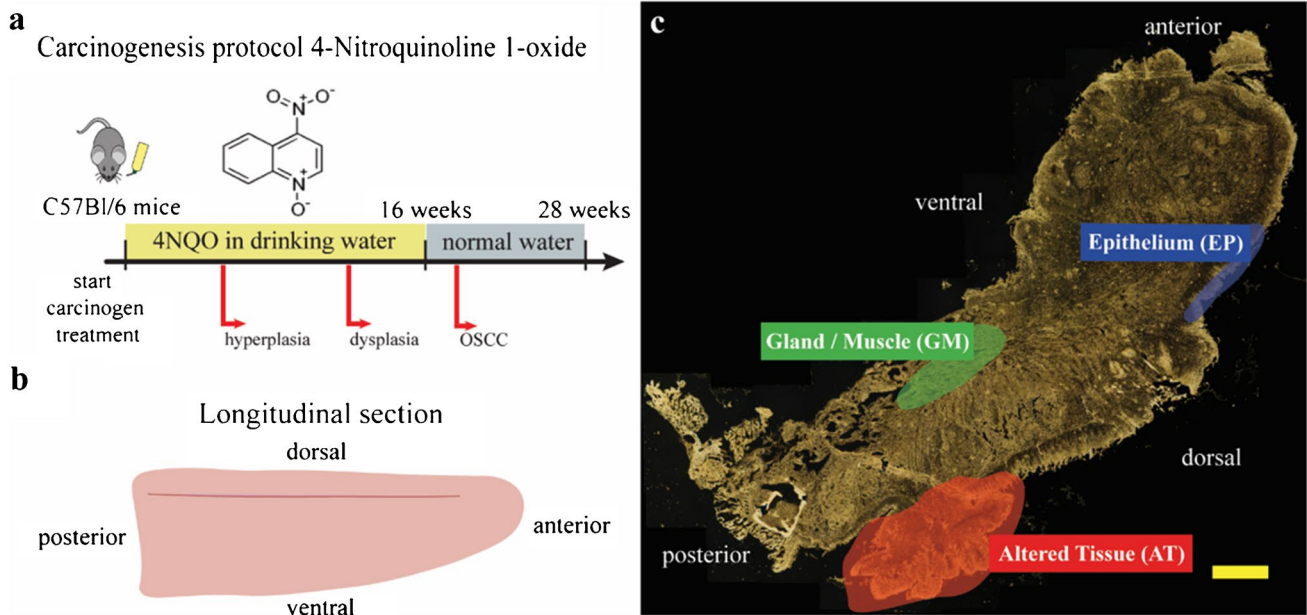 a
Carcinogenesis protocol 4-Nitroquinoline 1-oxide
O
N+
O-
N+
O-
C57Bl/6 mice
16 weeks
28 weeks
4NQO in drinking water
normal water
start
carcinogen
treatment
hyperplasia
dysplasia
OSCC
b
Longitudinal section
dorsal
posterior
anterior
ventral
c
anterior
ventral
Epithelium (EP)
Gland / Muscle (GM)
dorsal
posterior
Altered Tissue (AT)